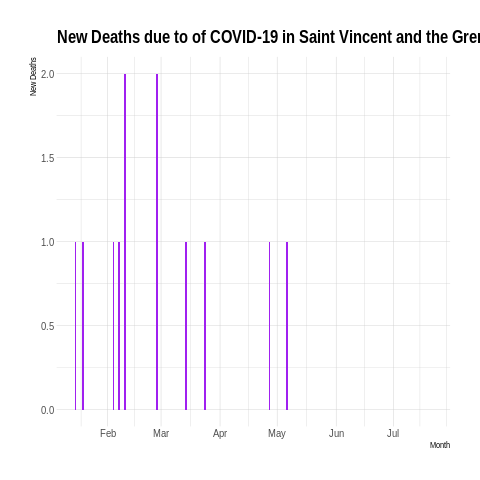 New Deaths due to of COVID-19 in Saint Vincent and the Gren
New Deaths
2.0
1.5
1.0
0.5
0.0
Feb Mar Apr May Jun Jul
Month